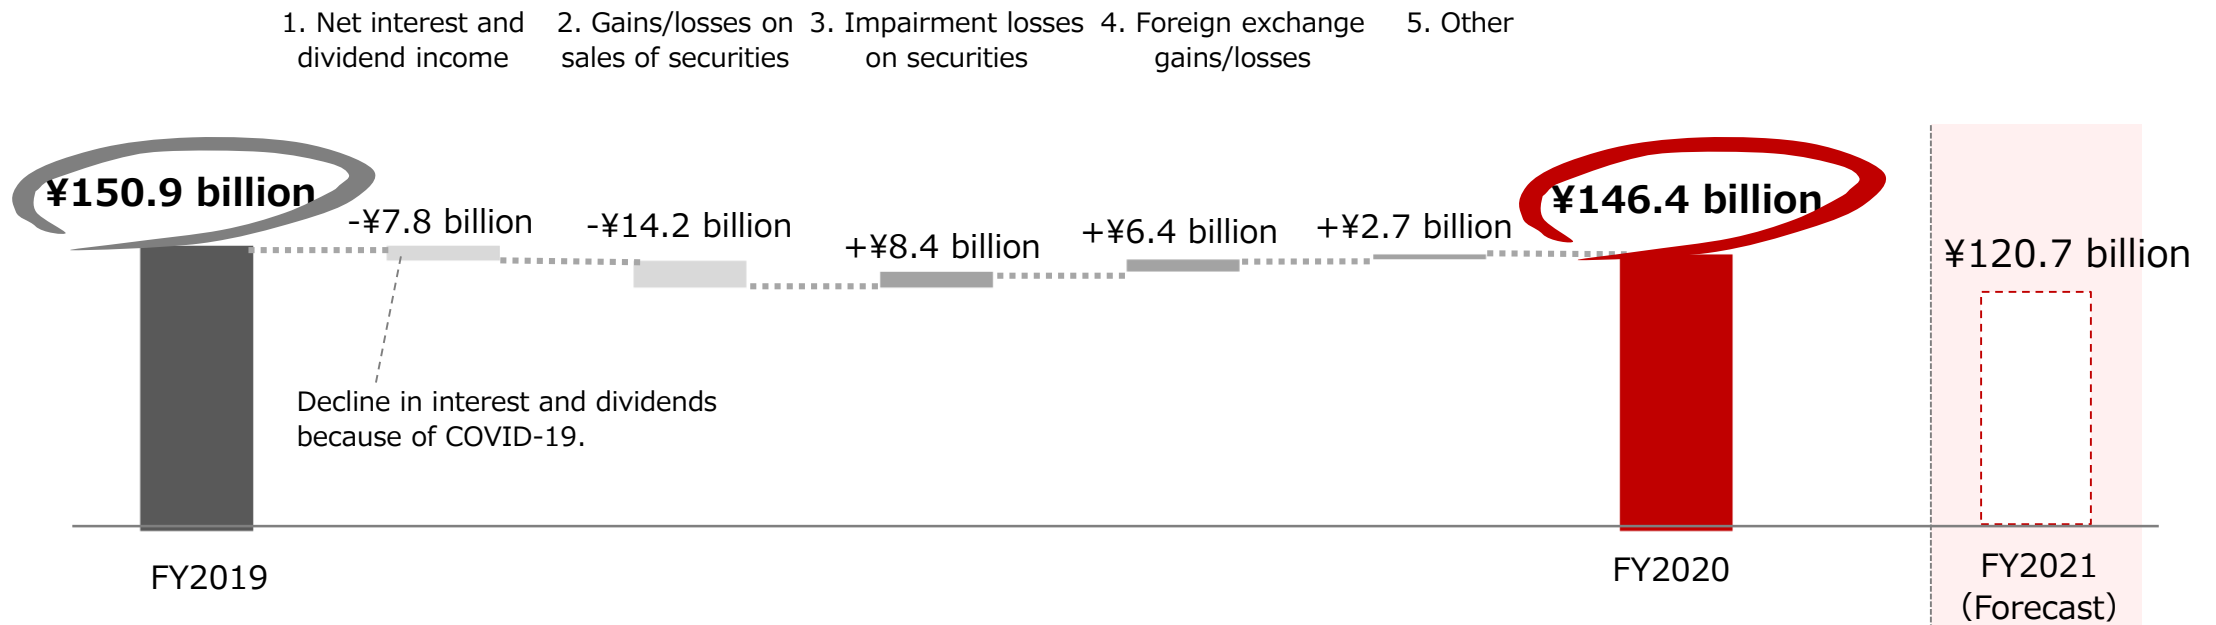 1. Net interest and
dividend income
2. Gains/losses on
sales of securities
3. Impairment losses
on securities
4. Foreign exchange
gains/losses
5. Other
¥150.9 billion
-¥7.8 billion
-¥14.2 billion
+¥8.4 billion
+¥6.4 billion
+¥2.7 billion
¥146.4 billion
¥120.7 billion
Decline in interest and dividends
because of COVID-19.
FY2019
FY2020
FY2021
（Forecast）